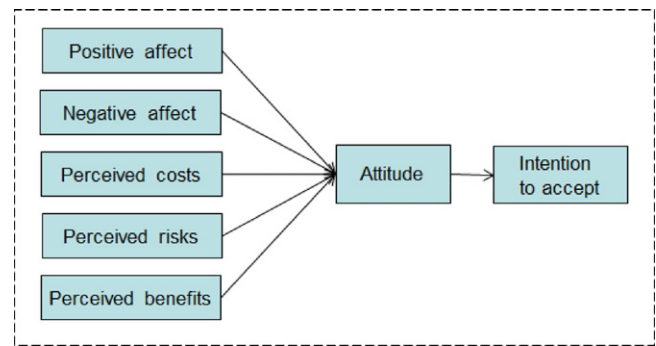 Positive affect
Negative affect
Perceived costs
Perceived risks
Perceived benefits
Attitude
Intention
to accept